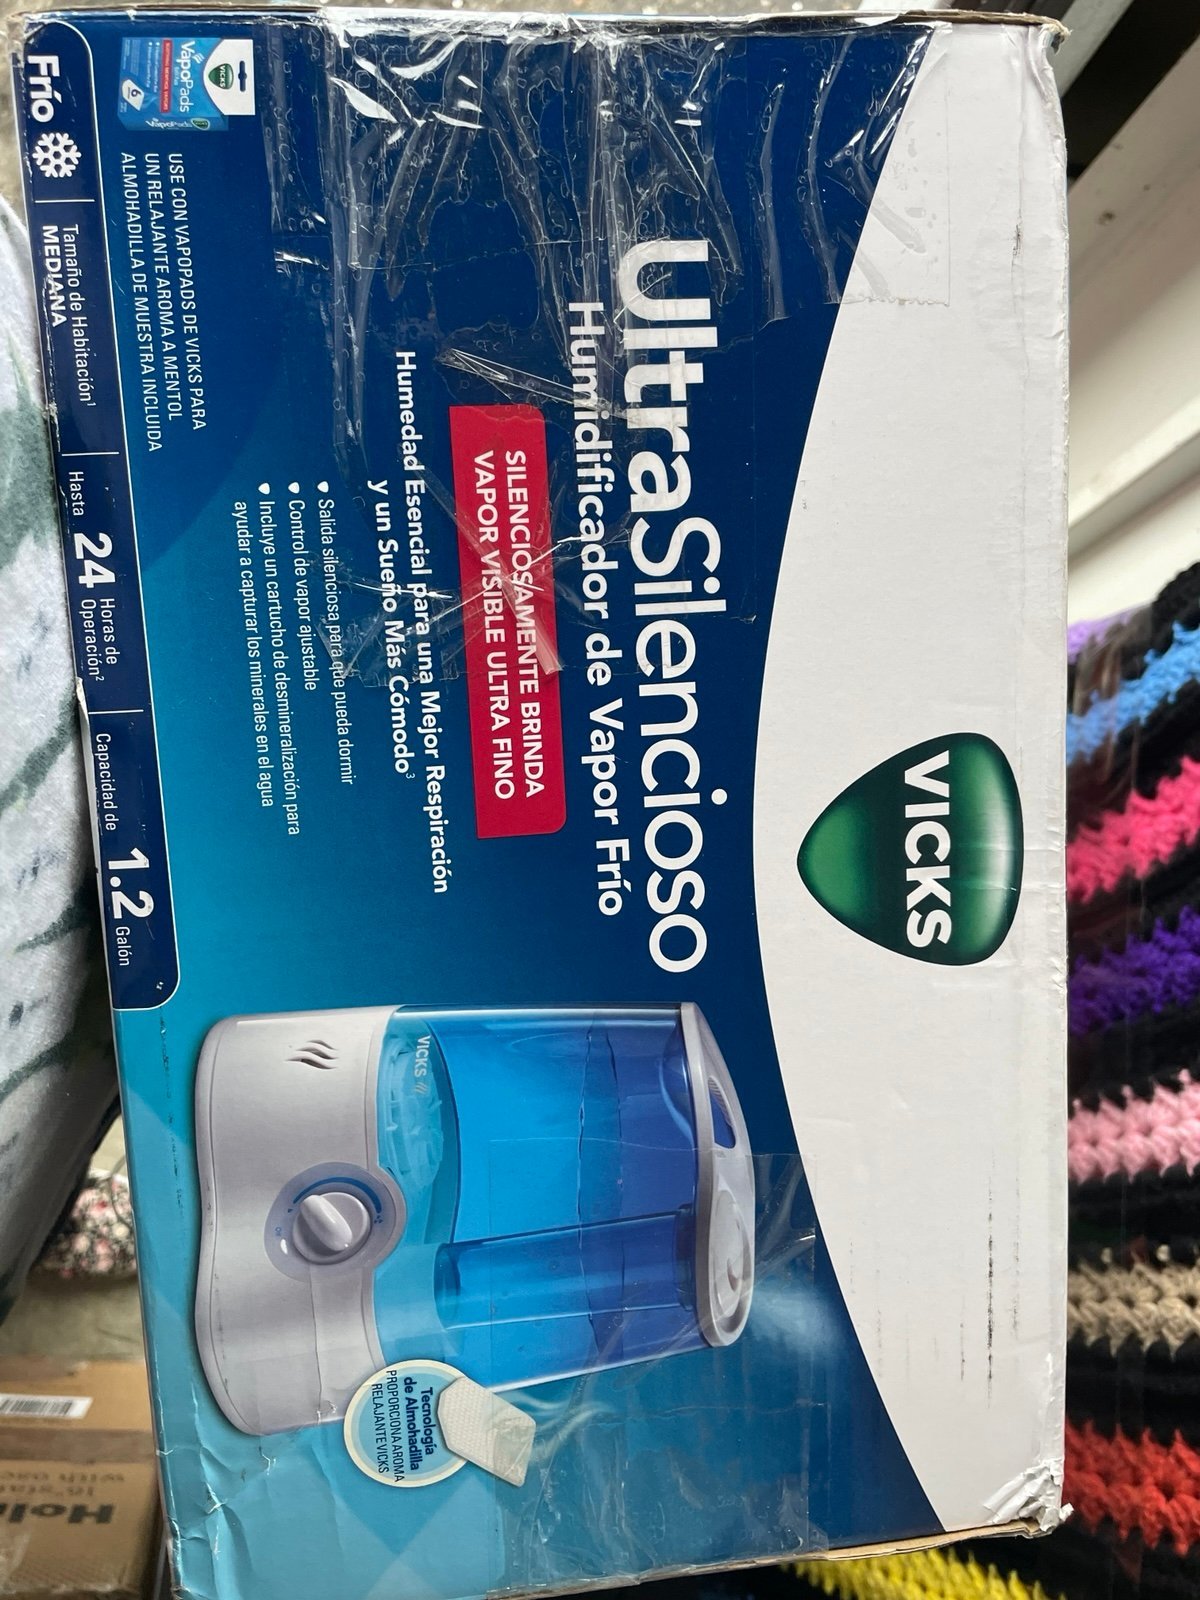 VICKS
UltraSilencioso
Humidificador de Vapor Frío
SILENCIOSAMENTE BRINDA
VAPOR VISIBLE ULTRA FINO
Humedad Esencial para una Mejor Respiración
y un Sueño Más Cómodo³
Salida silenciosa para que pueda dormir
Control de vapor ajustable
Incluye un cartucho de desmineralización para
ayudar a capturar los minerales en el agua
VICKS
VapoPads
6
VapoPads
USE CON VAPOPADS DE VICKS PARA
UN RELAJANTE AROMA A MENTOL
ALMOHADILLA DE MUESTRA INCLUIDA
Frío
Tamaño de Habitación¹
MEDIANA
Hasta 24 Horas de
Operación²
Capacidad de 1.2 Galón
VICKS
Tecnología
de Almohadilla
PROPORCIONA AROMA
RELAJANTE VICKS